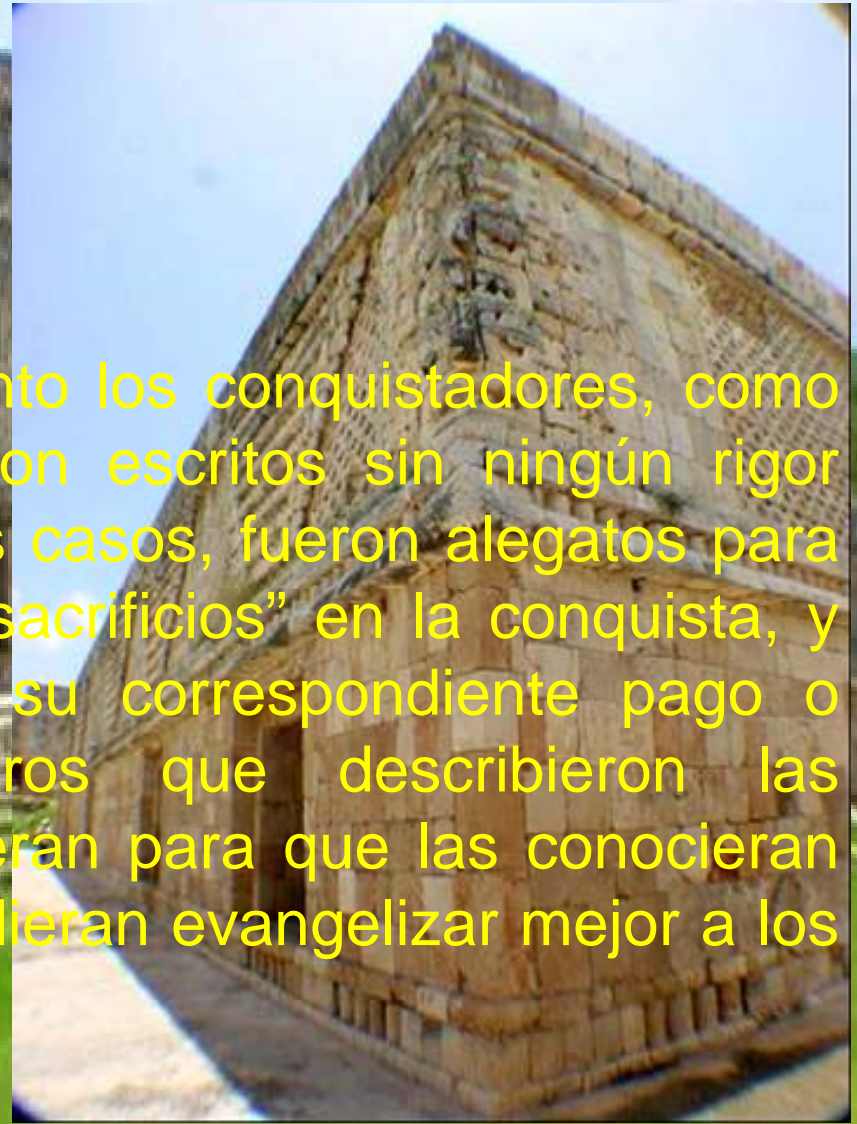 nto los conquistadores, como
on escritos sin ningún rigor
s casos, fueron alegatos para
sacrificios” en la conquista, y
su correspondiente pago o
ros que describieron las
eran para que las conocieran
dieran evangelizar mejor a los